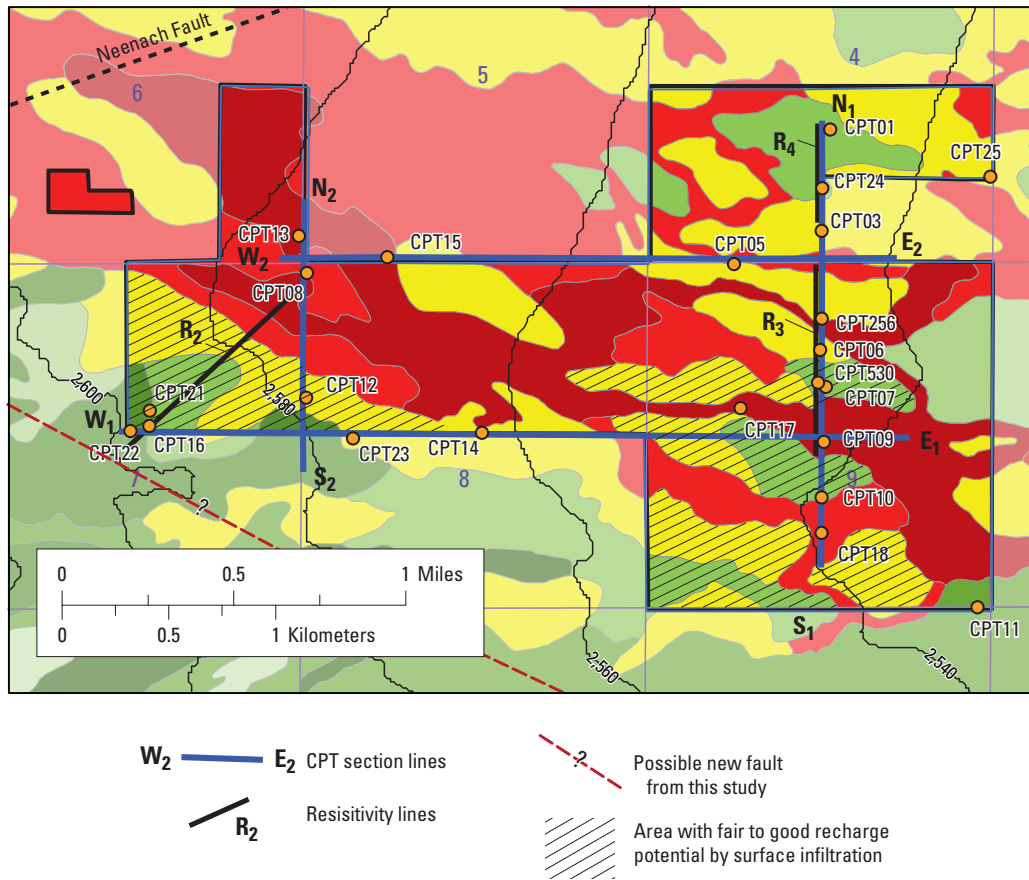 Neenach Fault
6
5
4
N1
CPT01
R4
CPT25
CPT24
N2
CPT13
CPT15
CPT03
W2
CPT05
E2
CPT08
R2
R3
CPT256
CPT06
CPT530
CPT07
2,600
CPT21
2,580
CPT12
W1
CPT16
CPT22
CPT23
CPT14
CPT17
CPT09
E1
7
S2
8
9
?
CPT10
CPT18
0 0.5 1 Miles
0 0.5 1 Kilometers
S1
CPT11
2,560
2,540
W2 E2 CPT section lines
R2 Resisitivity lines
? Possible new fault
from this study
Area with fair to good recharge
potential by surface infiltration